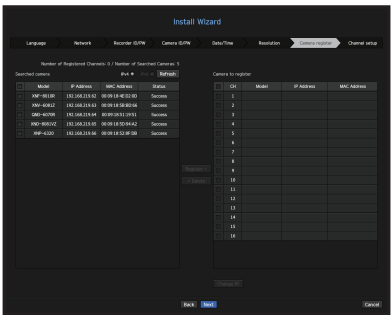 Install Wizard
Language Network Recorder ID/PW Camera ID/PW Date/Time Resolution Camera register Channel setup
Number of Registered Channels: 0 / Number of Searched Cameras: 5
Searched camera IPv4 Refresh Camera to register
Model IP Address MAC Address Status CH Model IP Address MAC Address
XNP-6010R 192.168.219.62 Success 1
XNV-6081Z 192.168.219.63 Success 2
QND-6070R 192.168.219.64 Success 3
XND-8081VZ 192.168.219.65 Success 4
XNP-6320 192.168.219.66 Success 5
6
7
8
9
10
11
12
13
14
15
16
Register >
< Delete
Change IP
Back Next Cancel